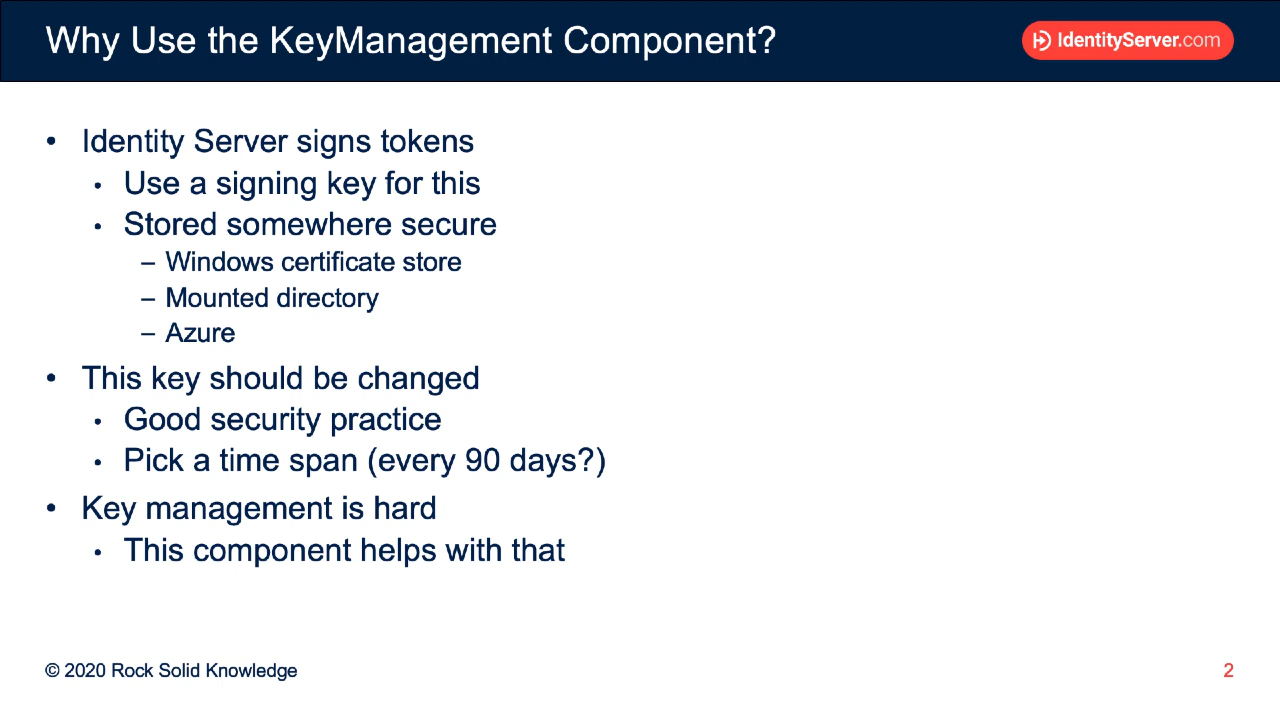 Why Use the KeyManagement Component?
IdentityServer.com
• Identity Server signs tokens
• Use a signing key for this
• Stored somewhere secure
– Windows certificate store
– Mounted directory
– Azure
• This key should be changed
• Good security practice
• Pick a time span (every 90 days?)
• Key management is hard
• This component helps with that
© 2020 Rock Solid Knowledge
2